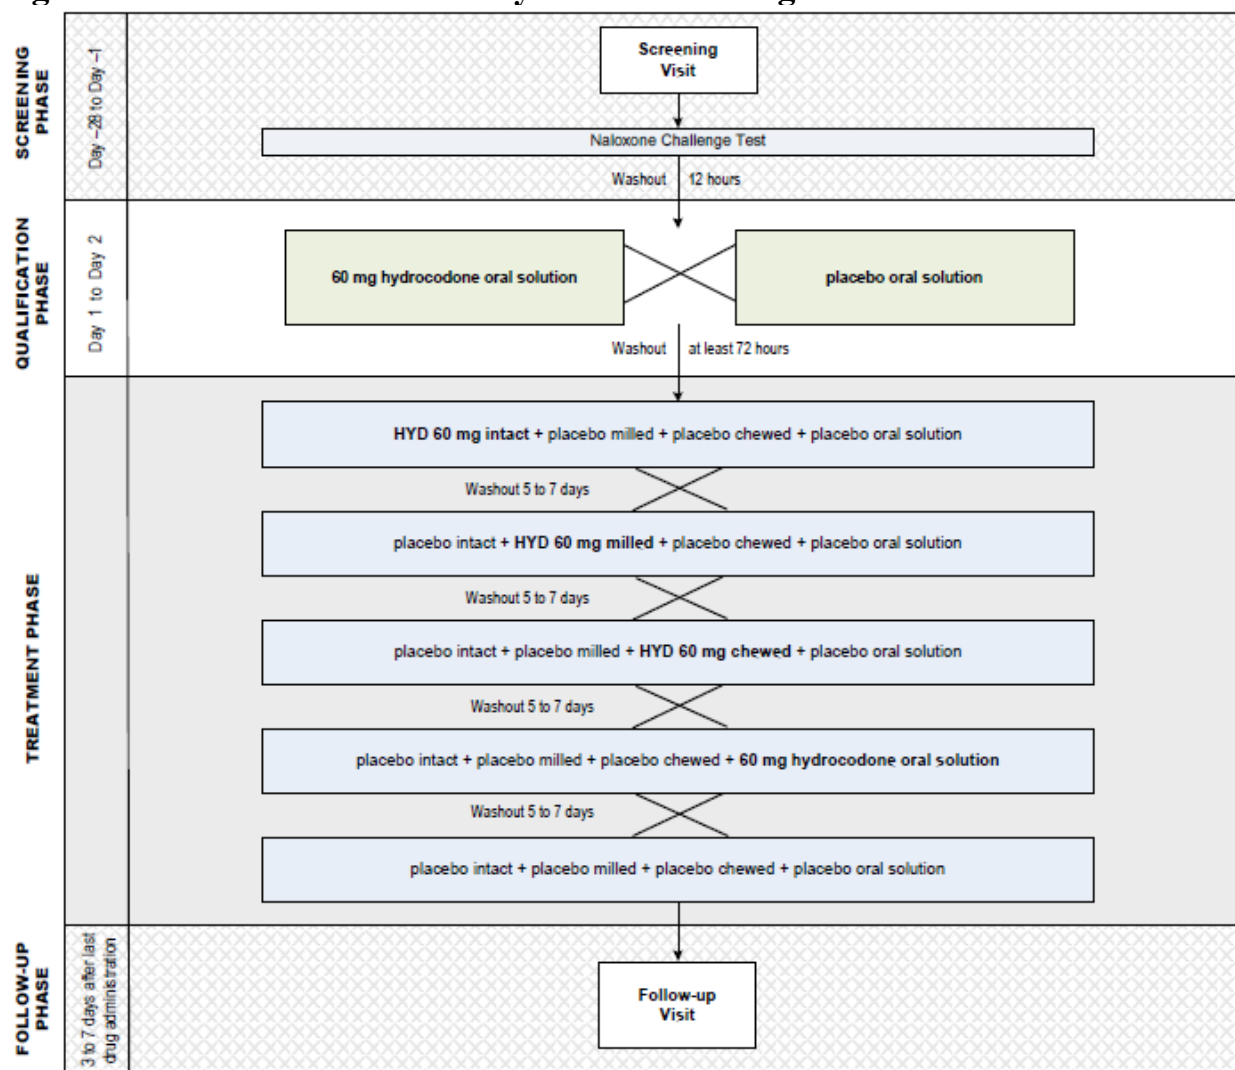 SCREENING
PHASE
Day –28 to Day –1
Screening
Visit
Naloxone Challenge Test
Washout 12 hours
QUALIFICATION
PHASE
Day 1 to Day 2
60 mg hydrocodone oral solution
placebo oral solution
Washout at least 72 hours
TREATMENT PHASE
HYD 60 mg intact + placebo milled + placebo chewed + placebo oral solution
Washout 5 to 7 days
placebo intact + HYD 60 mg milled + placebo chewed + placebo oral solution
Washout 5 to 7 days
placebo intact + placebo milled + HYD 60 mg chewed + placebo oral solution
Washout 5 to 7 days
placebo intact + placebo milled + placebo chewed + 60 mg hydrocodone oral solution
Washout 5 to 7 days
placebo intact + placebo milled + placebo chewed + placebo oral solution
FOLLOW-UP
PHASE
3 to 7 days after last
drug administration
Follow-up
Visit